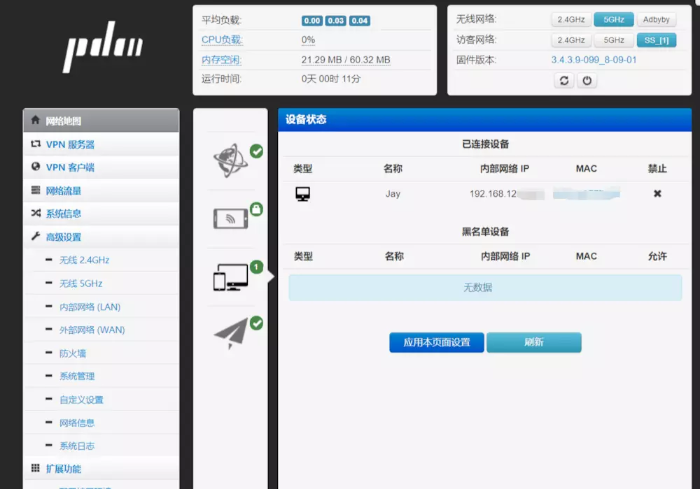 pdcn
平均负载: 0.00 0.03 0.04
CPU负载: 0%
内存空闲: 21.29 MB / 60.32 MB
运行时间: 0天 00时 11分
无线网络: 2.4GHz 5GHz Adbyby
访客网络: 2.4GHz 5GHz SS_[1]
固件版本: 3.4.3.9-099_8-09-01
网络地图
VPN 服务器
VPN 客户端
网络流量
系统信息
高级设置
无线 2.4GHz
无线 5GHz
内部网络 (LAN)
外部网络 (WAN)
防火墙
系统管理
自定义设置
网络信息
系统日志
扩展功能
1
设备状态
已连接设备
类型 名称 内部网络 IP MAC 禁止
Jay 192.168.12
黑名单设备
类型 名称 内部网络 IP MAC 允许
无数据
应用本页面设置 刷新